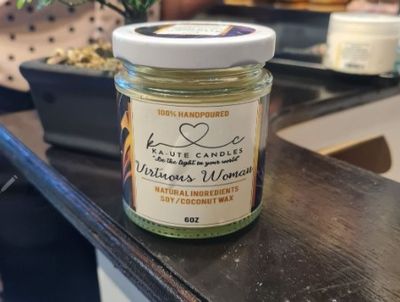 100% HANDPOURED
k c
KA-UTE CANDLES
"Be the light in your world"
Virtuous Woman
NATURAL INGREDIENTS
SOY/COCONUT WAX
6OZ